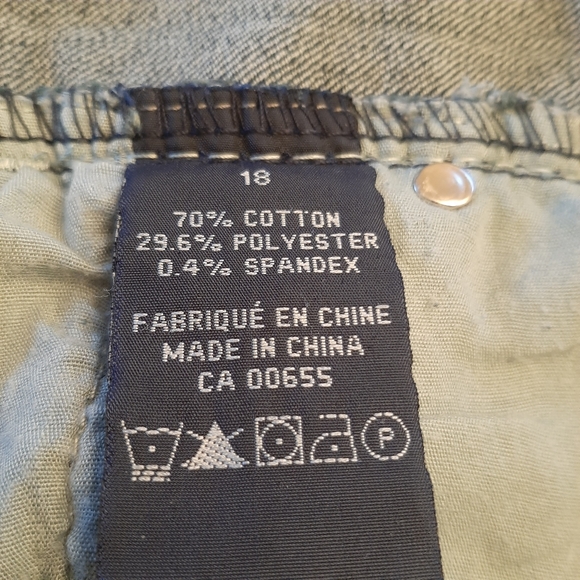 18
70% COTTON
29.6% POLYESTER
0.4% SPANDEX
FABRIQUÉ EN CHINE
MADE IN CHINA
CA 00655
P